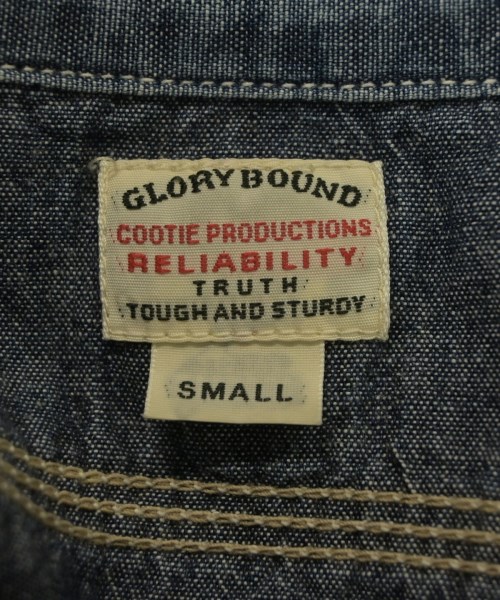 GLORY BOUND
COOTIE PRODUCTIONS
RELIABILITY
TRUTH
TOUGH AND STURDY
SMALL